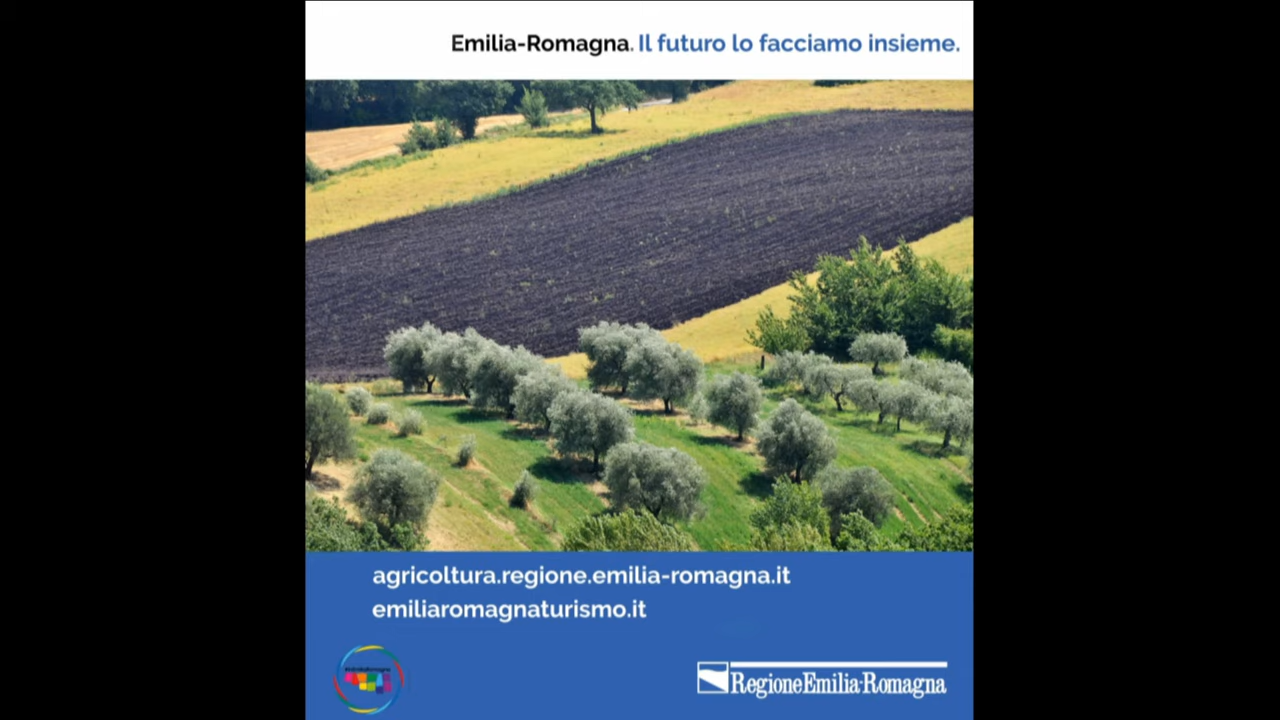 Emilia-Romagna. Il futuro lo facciamo insieme.
agricoltura.regione.emilia-romagna.it
emiliaromagnaturismo.it
RegioneEmilia-Romagna